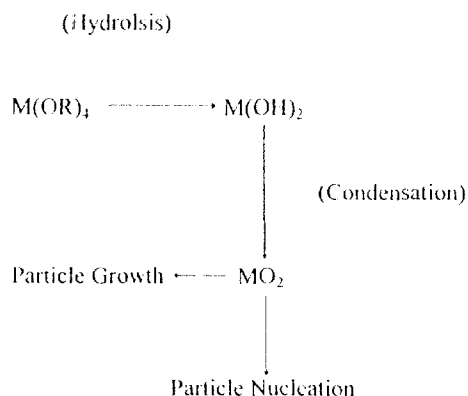 (Hydrolsis)
M(OR)₄ M(OH)₂
(Condensation)
Particle Growth MO₂
Particle Nucleation